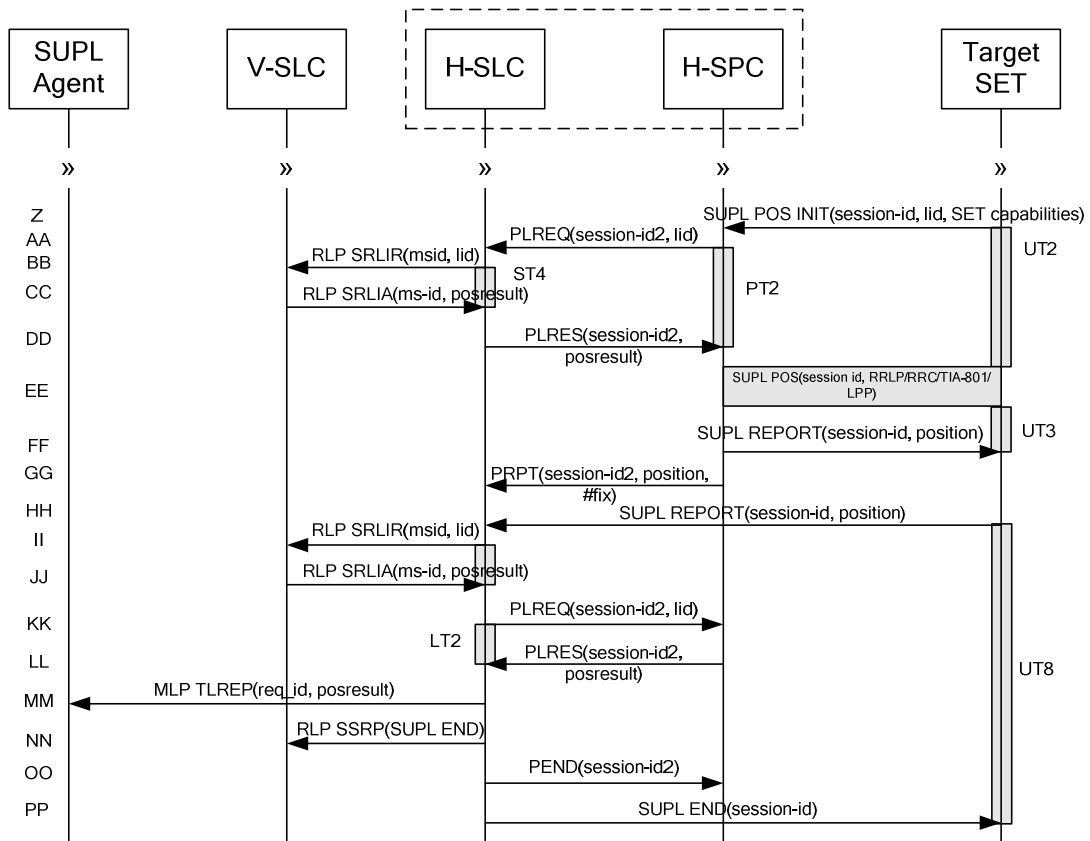 SUPL
Agent
V-SLC
H-SLC
H-SPC
Target
SET
»
»
»
»
»
Z
SUPL POS INIT(session-id, lid, SET capabilities)
AA
PLREQ(session-id2, lid)
UT2
BB
RLP SRLIR(msid, lid)
ST4
CC
RLP SRLIA(ms-id, posresult)
PT2
DD
PLRES(session-id2,
posresult)
EE
SUPL POS(session id, RRLP/RRC/TIA-801/
LPP)
FF
SUPL REPORT(session-id, position)
UT3
GG
PRPT(session-id2, position,
#fix)
HH
SUPL REPORT(session-id, position)
II
RLP SRLIR(msid, lid)
JJ
RLP SRLIA(ms-id, posresult)
KK
PLREQ(session-id2, lid)
LT2
LL
PLRES(session-id2,
posresult)
UT8
MM
MLP TLREP(req_id, posresult)
NN
RLP SSRP(SUPL END)
OO
PEND(session-id2)
PP
SUPL END(session-id)